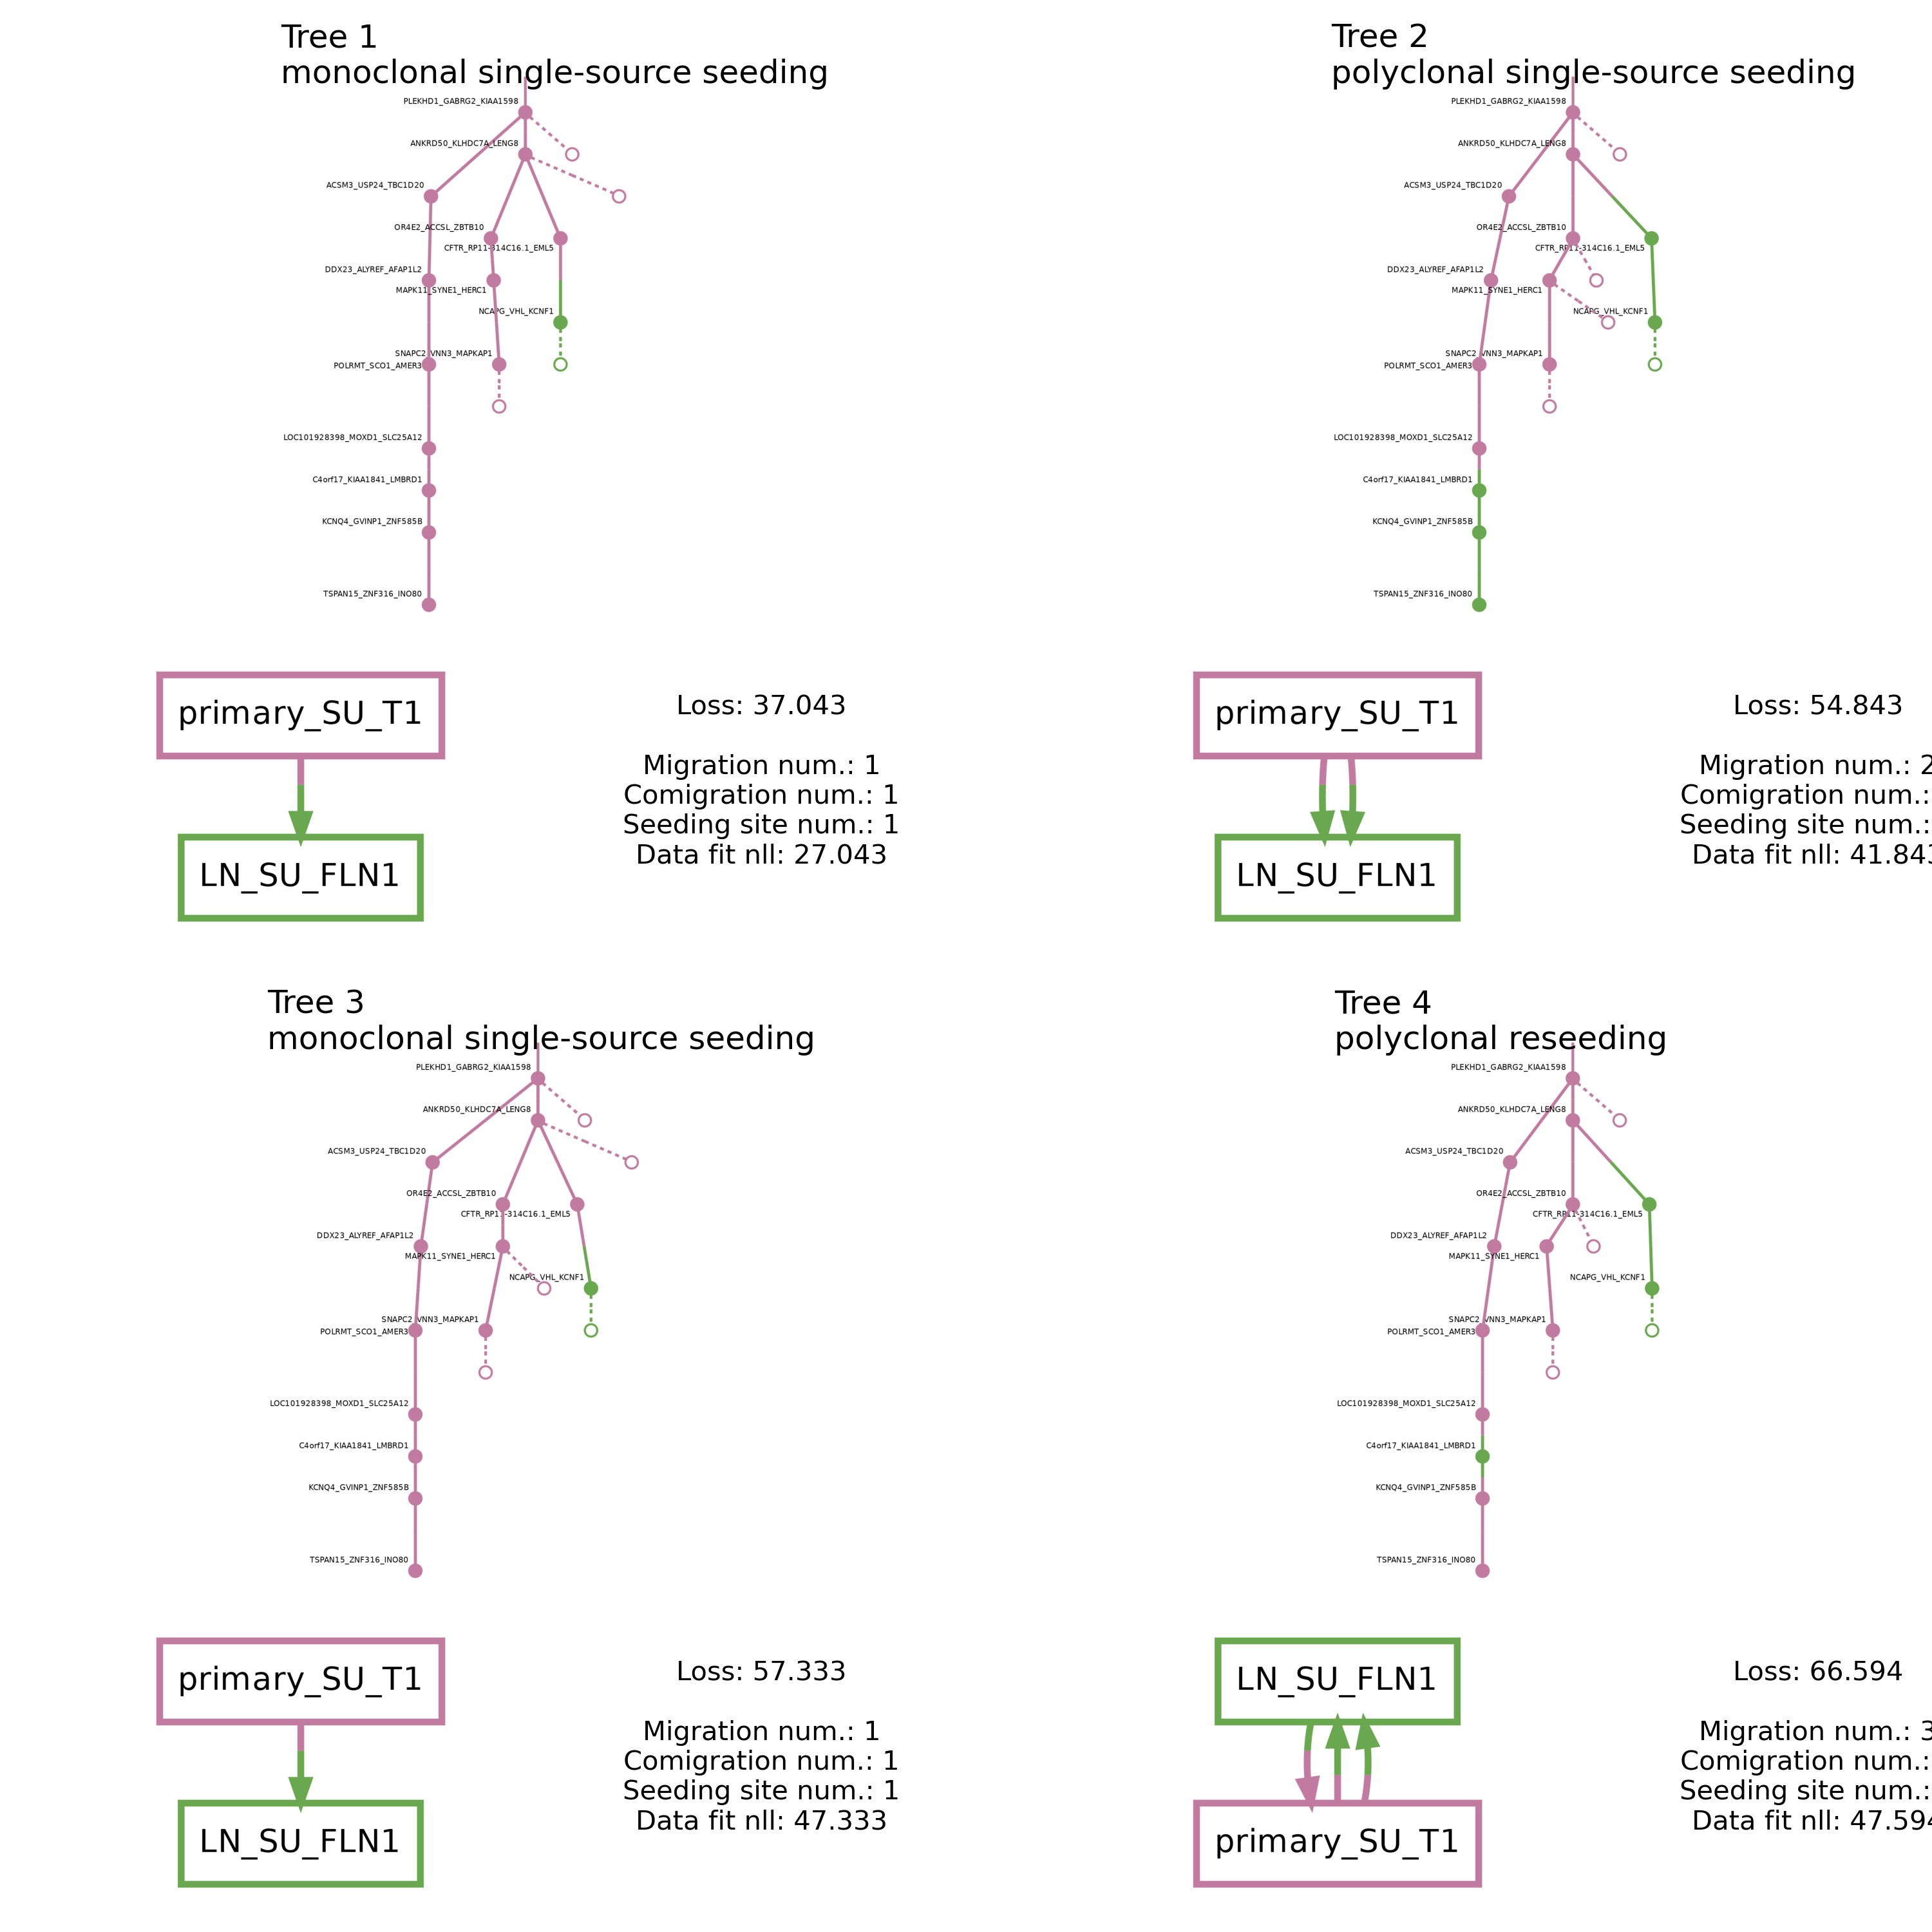 Tree 1
monoclonal single-source seeding
PLEKHD1_GABRG2_KIAA1598
ANKRD50_KLHDC7A_LENG8
ACSM3_USP24_TBC1D20
OR4E2_ACCSL_ZBTB10
CFTR_RP11-314C16.1_EML5
DDX23_ALYREF_AFAP1L2
MAPK11_SYNE1_HERC1
NCAPG_VHL_KCNF1
SNAPC2_VNN3_MAPKAP1
POLRMT_SCO1_AMER3
LOC101928398_MOXD1_SLC25A12
C4orf17_KIAA1841_LMBRD1
KCNQ4_GVINP1_ZNF585B
TSPAN15_ZNF316_INO80
primary_SU_T1
LN_SU_FLN1
Loss: 37.043
Migration num.: 1
Comigration num.: 1
Seeding site num.: 1
Data fit nll: 27.043
Tree 2
polyclonal single-source seeding
PLEKHD1_GABRG2_KIAA1598
ANKRD50_KLHDC7A_LENG8
ACSM3_USP24_TBC1D20
OR4E2_ACCSL_ZBTB10
CFTR_RP11-314C16.1_EML5
DDX23_ALYREF_AFAP1L2
MAPK11_SYNE1_HERC1
NCAPG_VHL_KCNF1
SNAPC2_VNN3_MAPKAP1
POLRMT_SCO1_AMER3
LOC101928398_MOXD1_SLC25A12
C4orf17_KIAA1841_LMBRD1
KCNQ4_GVINP1_ZNF585B
TSPAN15_ZNF316_INO80
primary_SU_T1
LN_SU_FLN1
Loss: 54.843
Migration num.: 2
Comigration num.:
Seeding site num.:
Data fit nll: 41.843
Tree 3
monoclonal single-source seeding
PLEKHD1_GABRG2_KIAA1598
ANKRD50_KLHDC7A_LENG8
ACSM3_USP24_TBC1D20
OR4E2_ACCSL_ZBTB10
CFTR_RP11-314C16.1_EML5
DDX23_ALYREF_AFAP1L2
MAPK11_SYNE1_HERC1
NCAPG_VHL_KCNF1
SNAPC2_VNN3_MAPKAP1
POLRMT_SCO1_AMER3
LOC101928398_MOXD1_SLC25A12
C4orf17_KIAA1841_LMBRD1
KCNQ4_GVINP1_ZNF585B
TSPAN15_ZNF316_INO80
primary_SU_T1
LN_SU_FLN1
Loss: 57.333
Migration num.: 1
Comigration num.: 1
Seeding site num.: 1
Data fit nll: 47.333
Tree 4
polyclonal reseeding
PLEKHD1_GABRG2_KIAA1598
ANKRD50_KLHDC7A_LENG8
ACSM3_USP24_TBC1D20
OR4E2_ACCSL_ZBTB10
CFTR_RP11-314C16.1_EML5
DDX23_ALYREF_AFAP1L2
MAPK11_SYNE1_HERC1
NCAPG_VHL_KCNF1
SNAPC2_VNN3_MAPKAP1
POLRMT_SCO1_AMER3
LOC101928398_MOXD1_SLC25A12
C4orf17_KIAA1841_LMBRD1
KCNQ4_GVINP1_ZNF585B
TSPAN15_ZNF316_INO80
LN_SU_FLN1
primary_SU_T1
Loss: 66.594
Migration num.: 3
Comigration num.:
Seeding site num.:
Data fit nll: 47.594